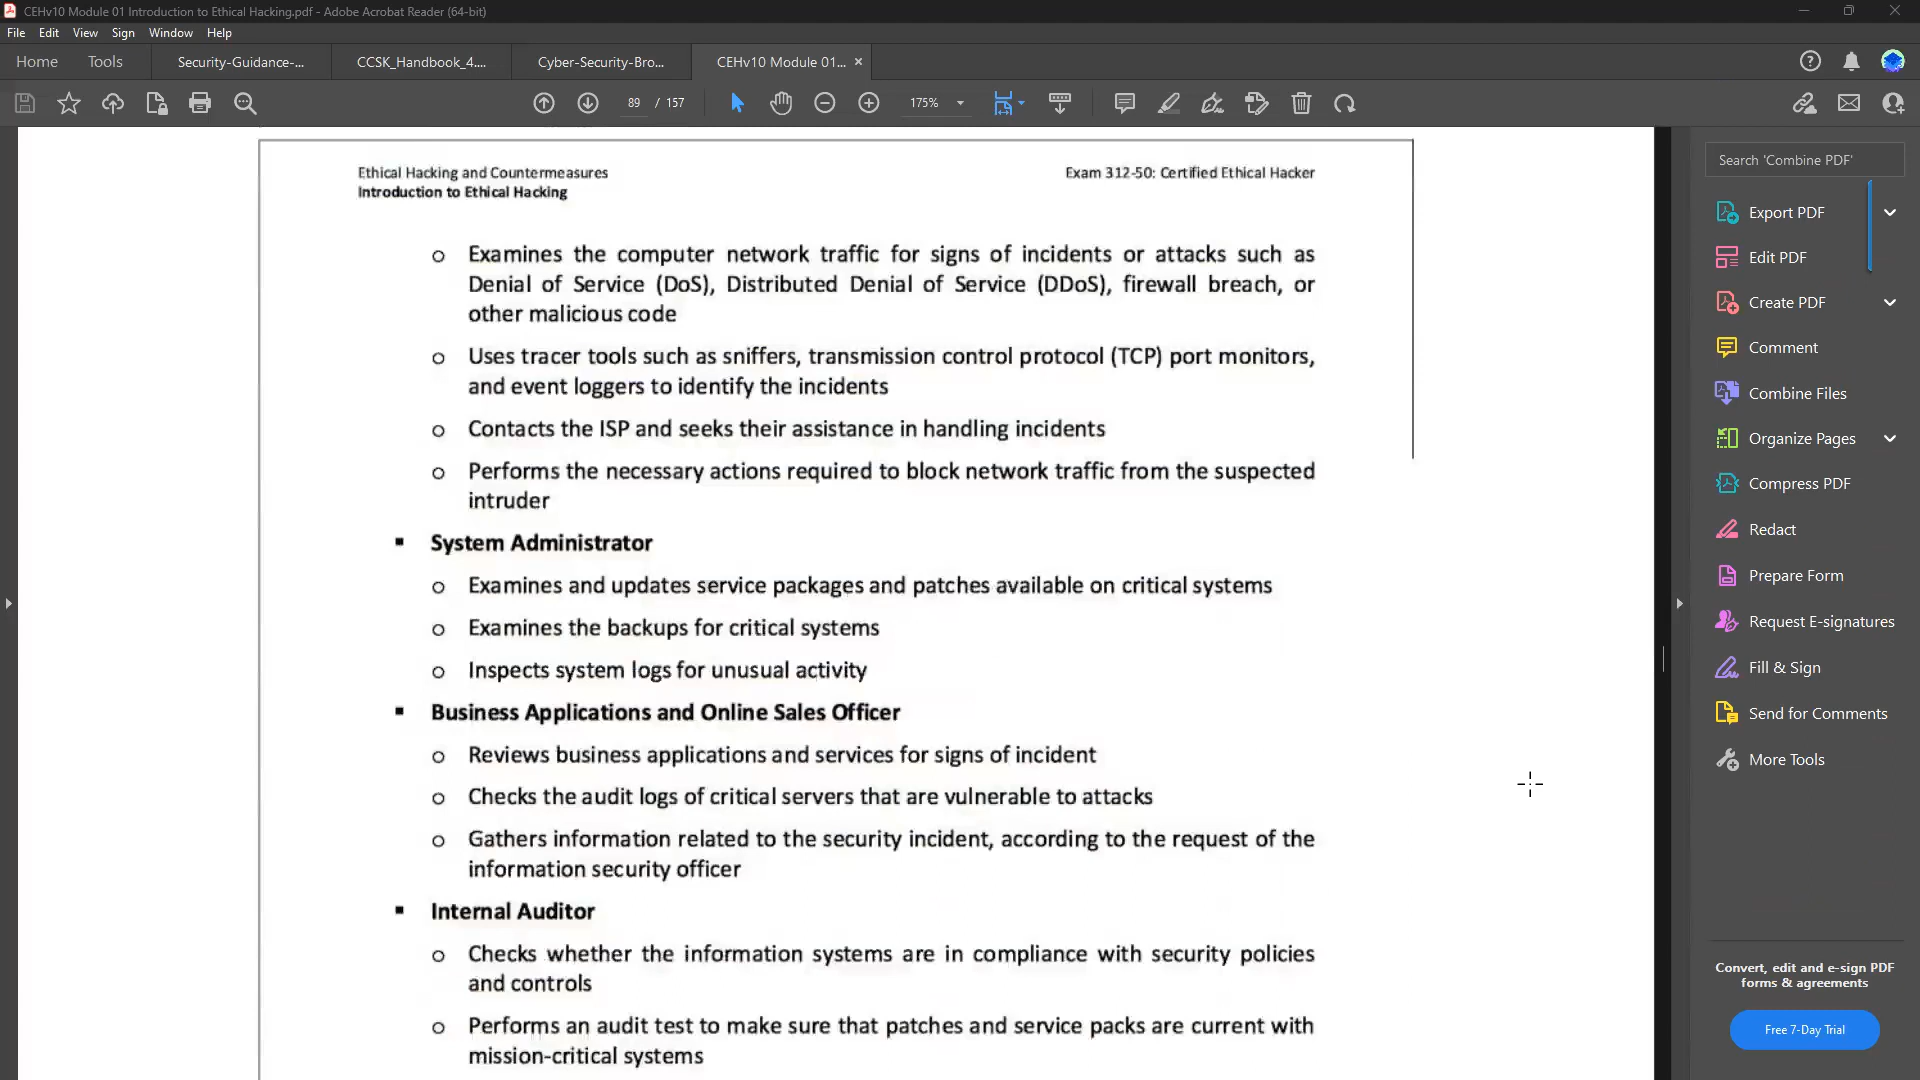 CEHv10 Module 01 Introduction to Ethical Hacking.pdf - Adobe Acrobat Reader (64-bit)
File Edit View Sign Window Help
Home Tools Security-Guidance-... CCSK_Handbook_4.... Cyber-Security-Bro... CEHv10 Module 01... ×
89 / 157 175%
Ethical Hacking and Countermeasures Exam 312-50: Certified Ethical Hacker
Introduction to Ethical Hacking
o Examines the computer network traffic for signs of incidents or attacks such as
Denial of Service (DoS), Distributed Denial of Service (DDoS), firewall breach, or
other malicious code
o Uses tracer tools such as sniffers, transmission control protocol (TCP) port monitors,
and event loggers to identify the incidents
o Contacts the ISP and seeks their assistance in handling incidents
o Performs the necessary actions required to block network traffic from the suspected
intruder
▪ System Administrator
o Examines and updates service packages and patches available on critical systems
o Examines the backups for critical systems
o Inspects system logs for unusual activity
▪ Business Applications and Online Sales Officer
o Reviews business applications and services for signs of incident
o Checks the audit logs of critical servers that are vulnerable to attacks
o Gathers information related to the security incident, according to the request of the
information security officer
▪ Internal Auditor
o Checks whether the information systems are in compliance with security policies
and controls
o Performs an audit test to make sure that patches and service packs are current with
mission-critical systems
Search 'Combine PDF'
Export PDF
Edit PDF
Create PDF
Comment
Combine Files
Organize Pages
Compress PDF
Redact
Prepare Form
Request E-signatures
Fill & Sign
Send for Comments
More Tools
Convert, edit and e-sign PDF
forms & agreements
Free 7-Day Trial